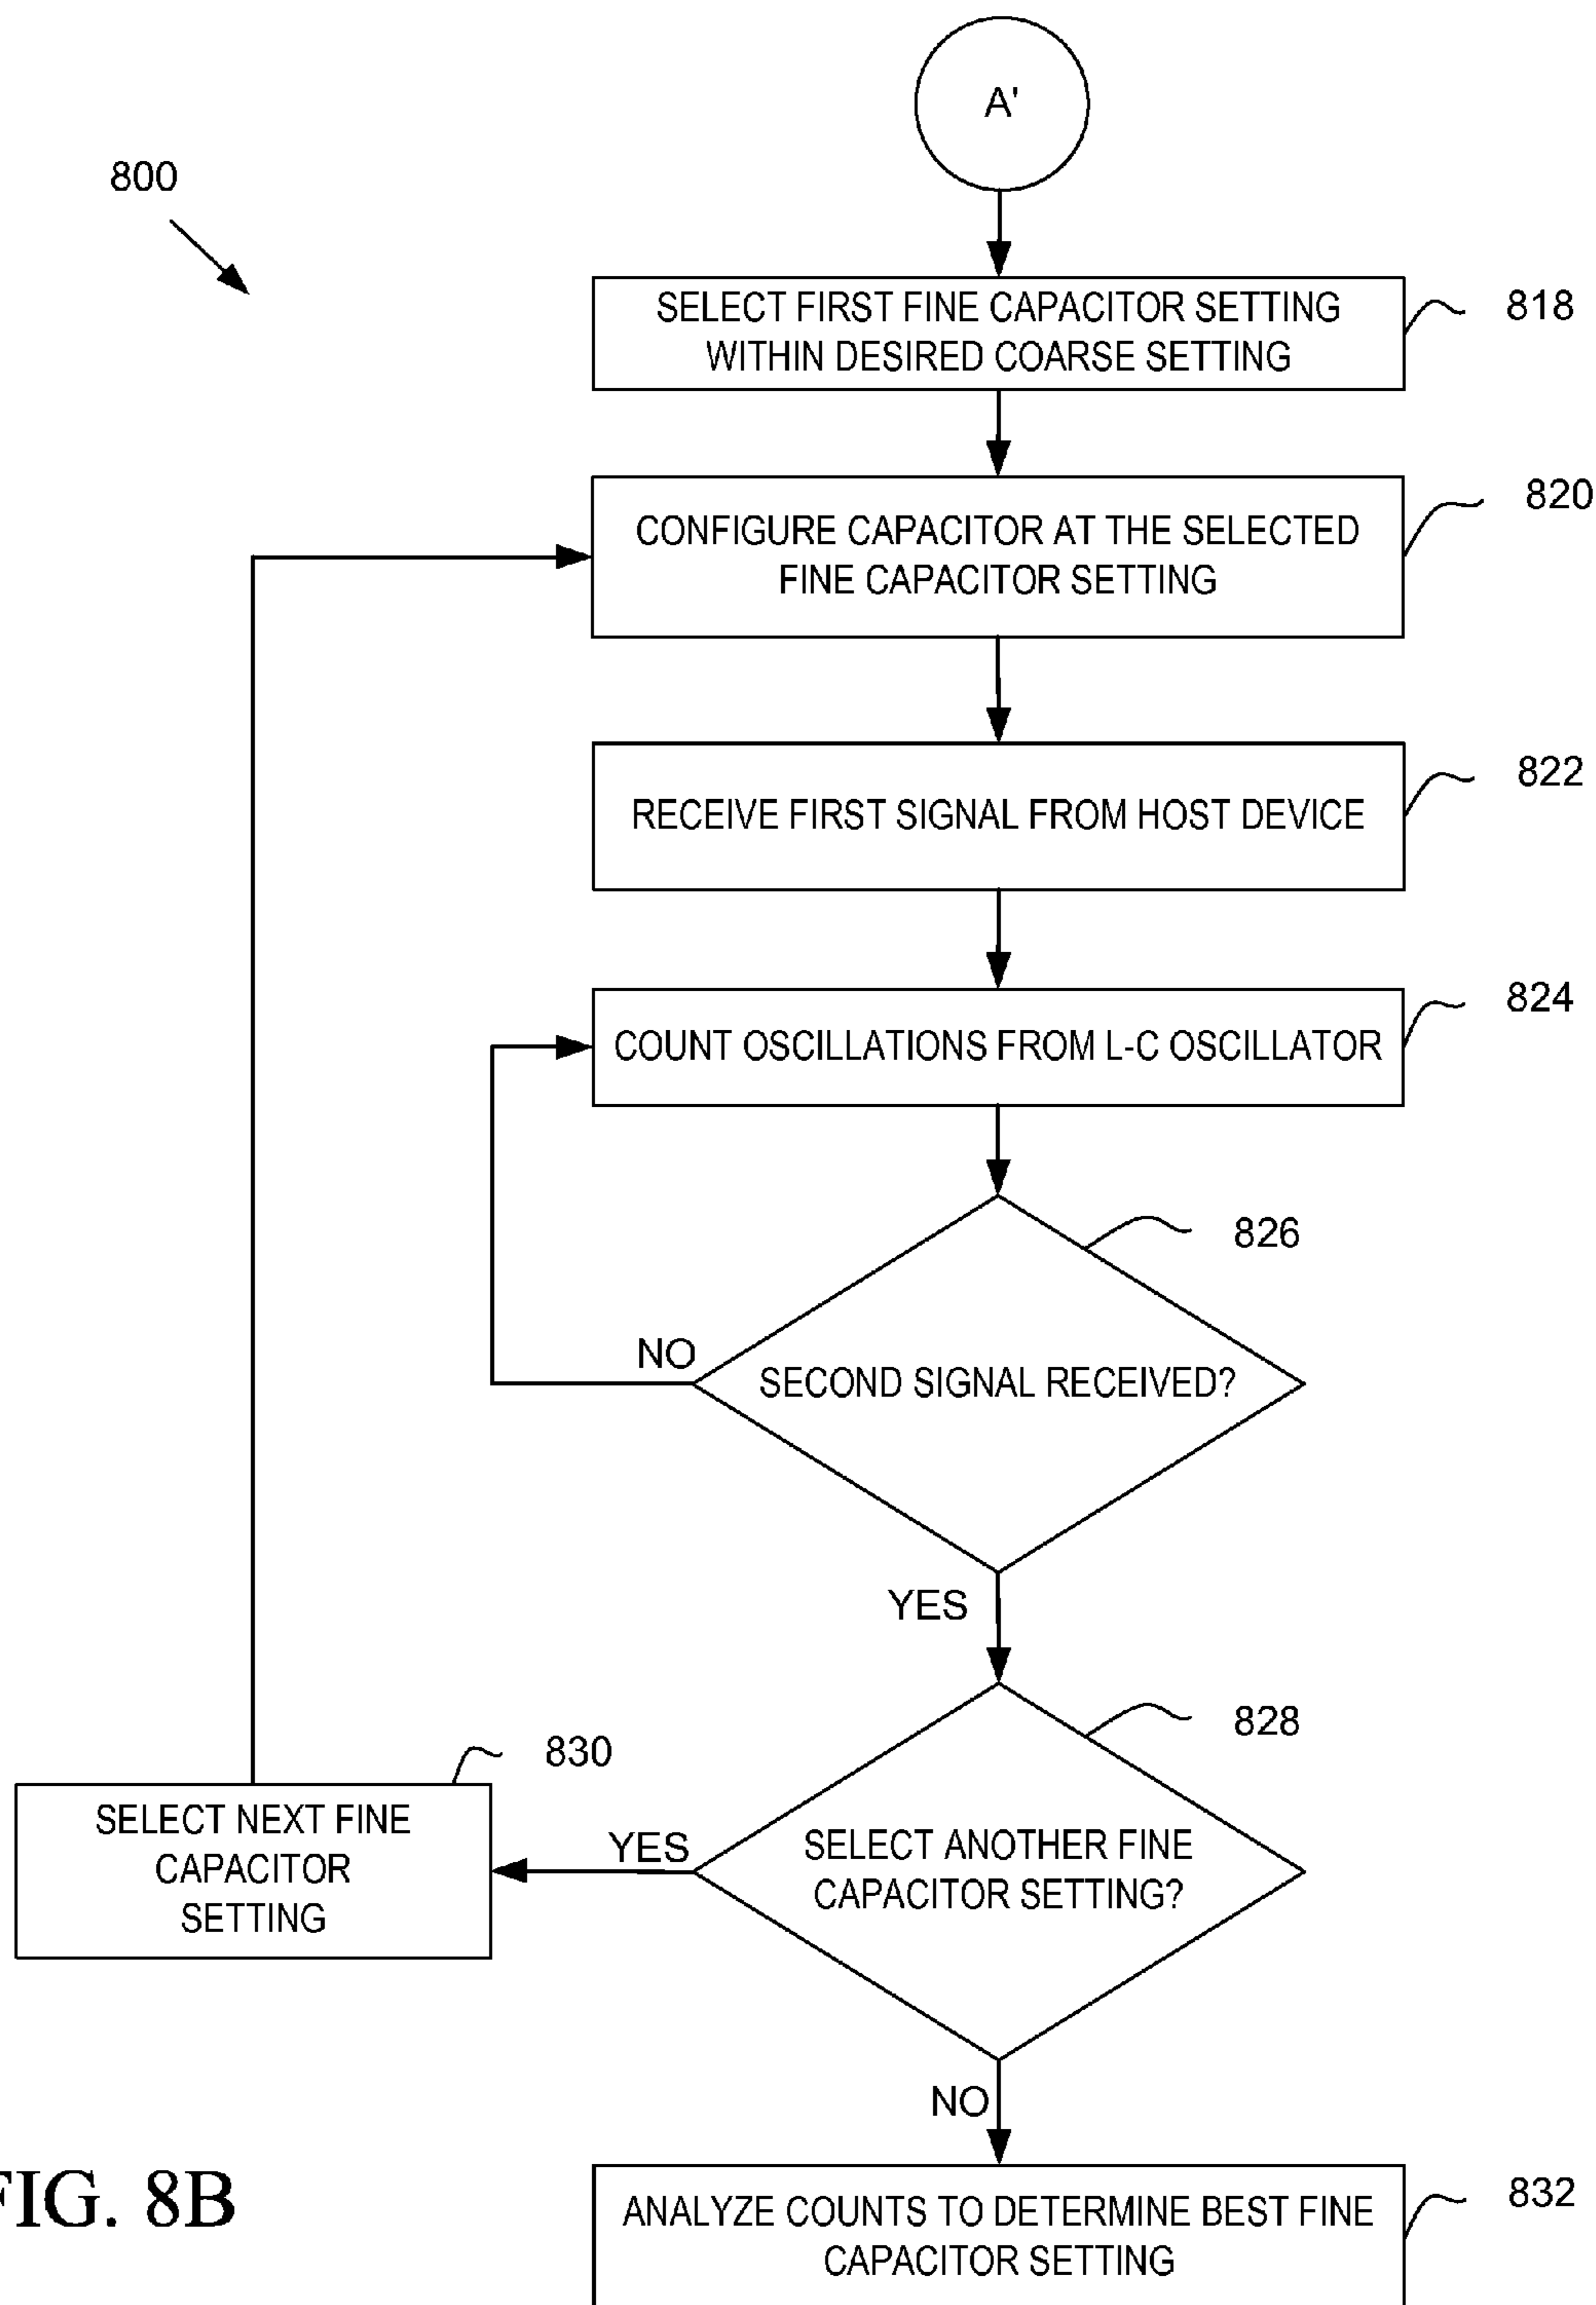 A'
800
SELECT FIRST FINE CAPACITOR SETTING
WITHIN DESIRED COARSE SETTING
818
CONFIGURE CAPACITOR AT THE SELECTED
FINE CAPACITOR SETTING
820
RECEIVE FIRST SIGNAL FROM HOST DEVICE
822
COUNT OSCILLATIONS FROM L-C OSCILLATOR
824
826
NO
SECOND SIGNAL RECEIVED?
YES
828
830
SELECT NEXT FINE
CAPACITOR
SETTING
YES
SELECT ANOTHER FINE
CAPACITOR SETTING?
NO
FIG. 8B
ANALYZE COUNTS TO DETERMINE BEST FINE
CAPACITOR SETTING
832